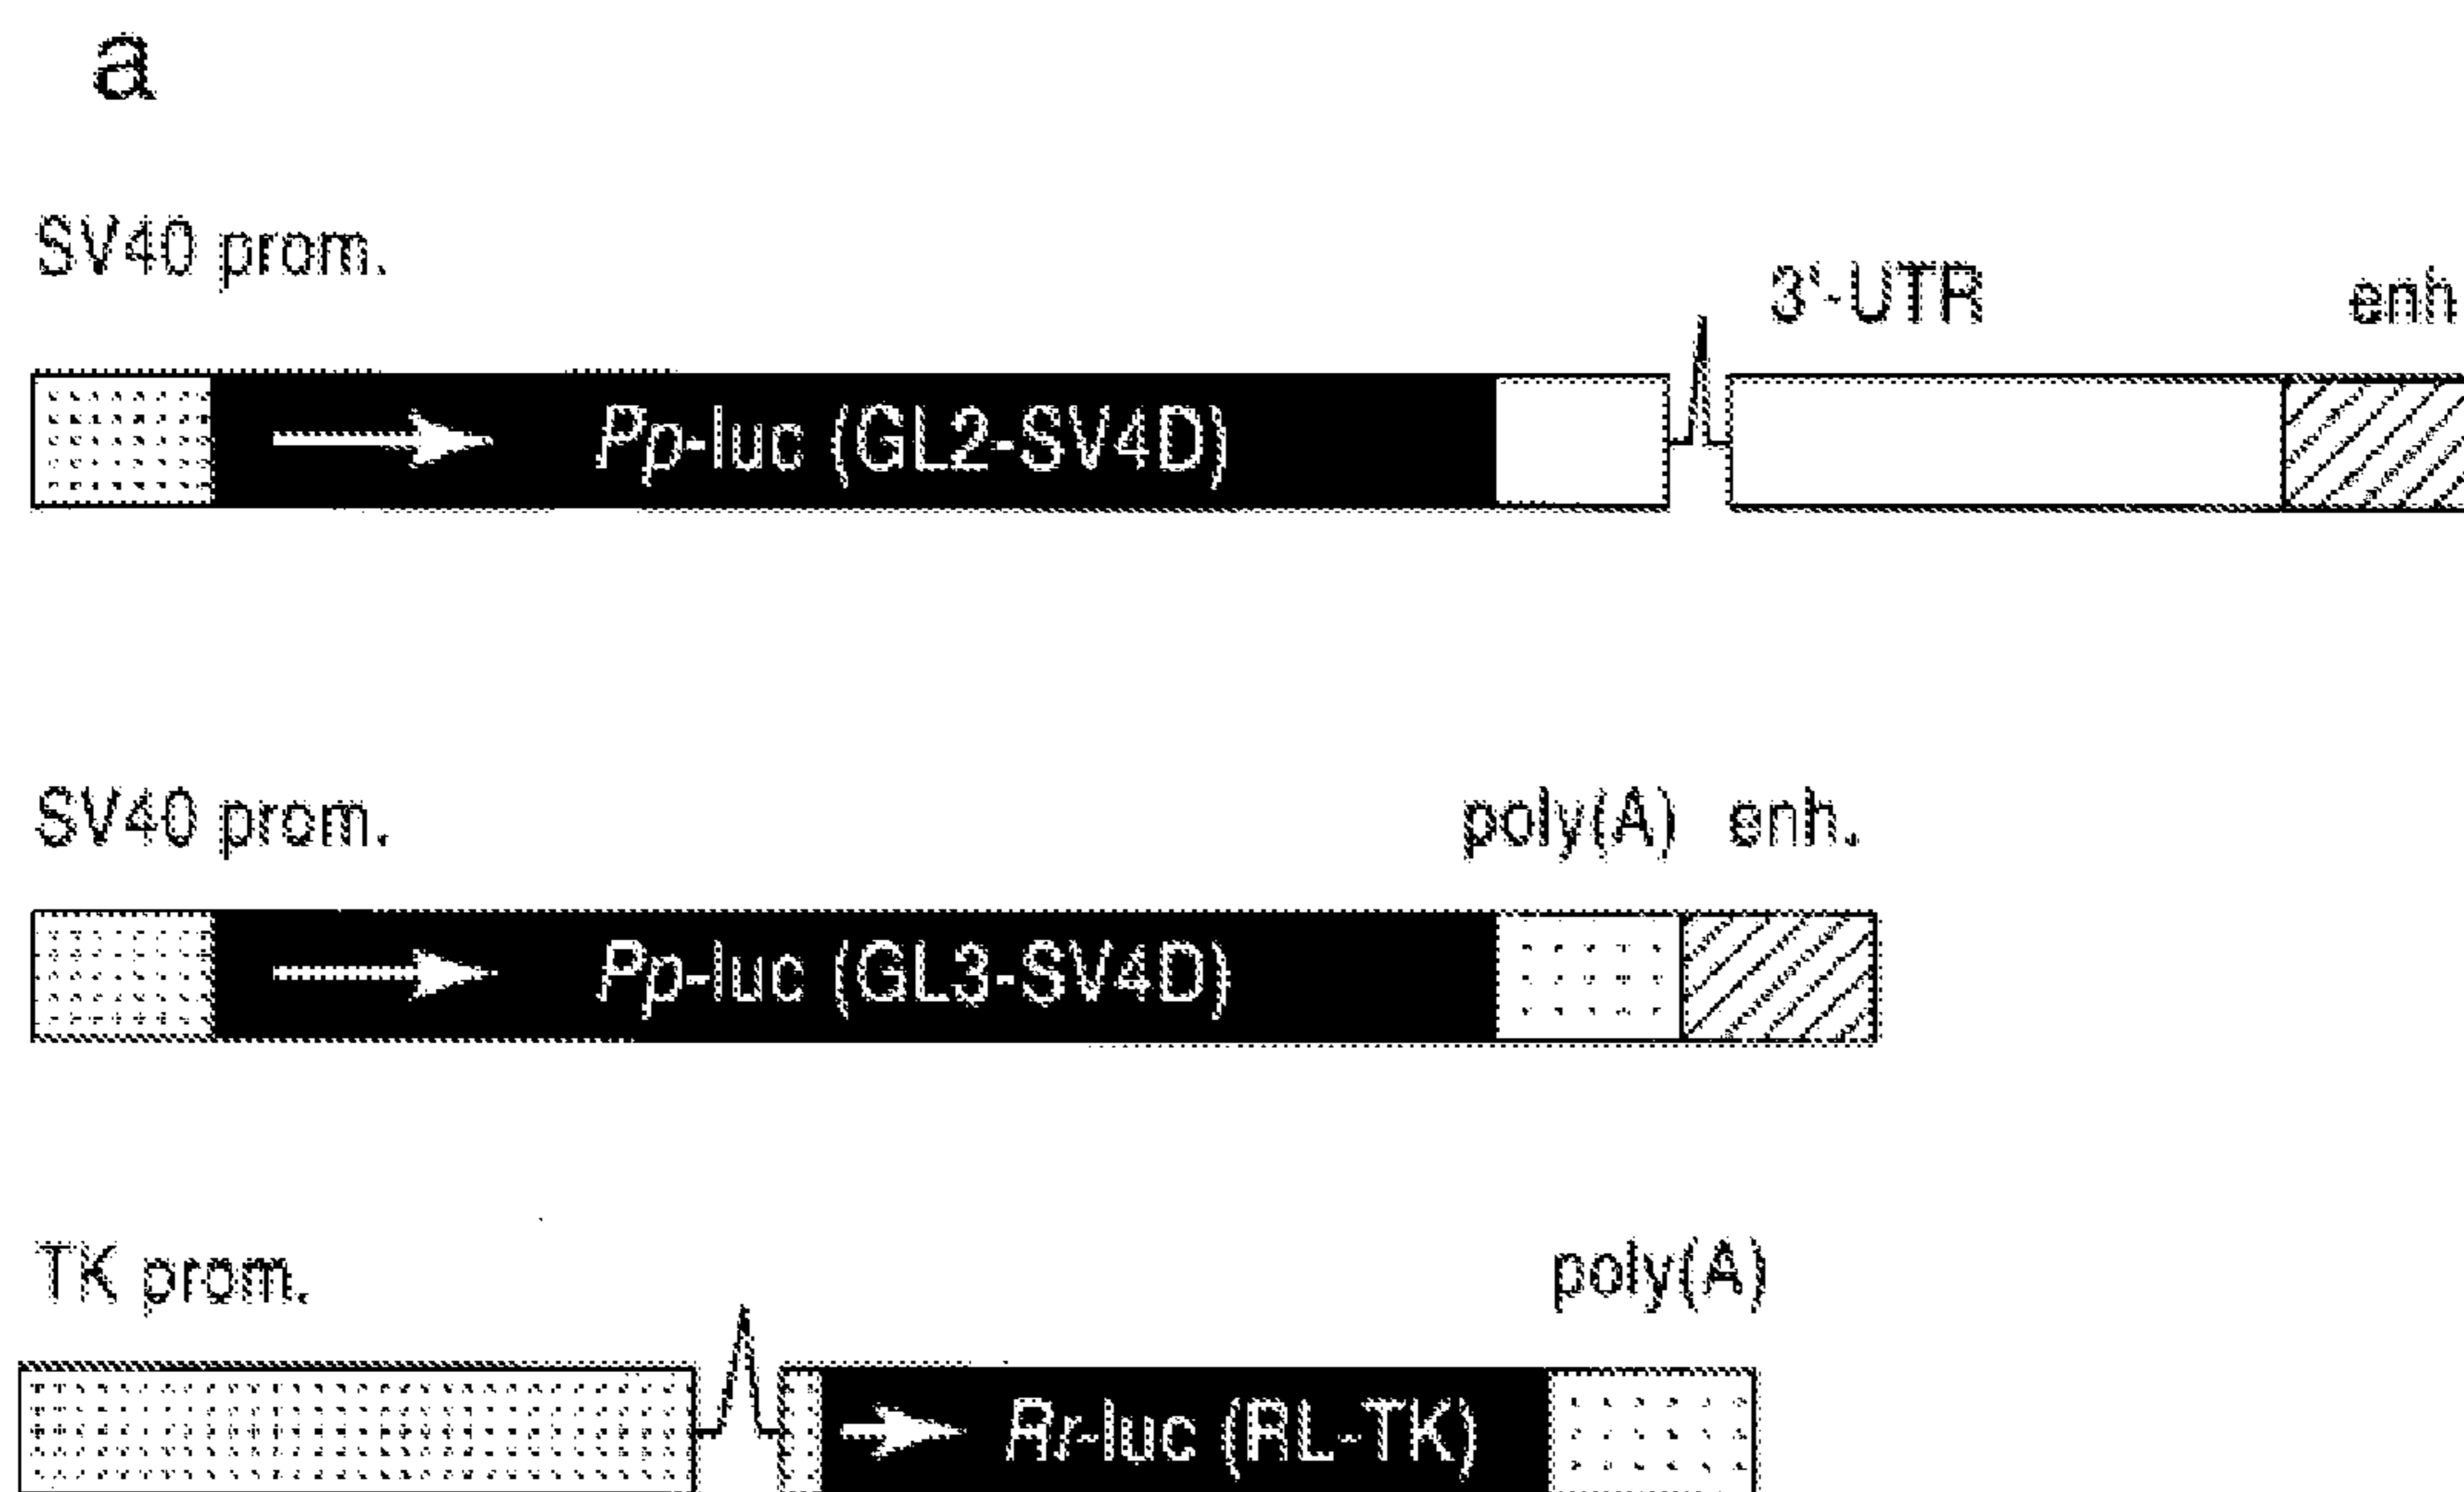 a
SV40 prom.
3'-UTR
enh
Pp-luc (GL2-SV4D)
SV40 prom.
poly(A) enh.
Pp-luc (GL3-SV4D)
TK prom.
poly(A)
Rr-luc (RL-TK)